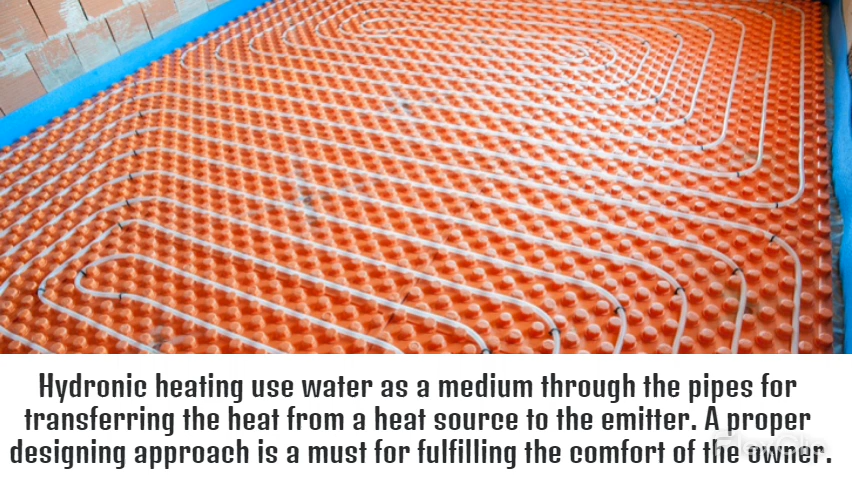 Hydronic heating use water as a medium through the pipes for
transferring the heat from a heat source to the emitter. A proper
designing approach is a must for fulfilling the comfort of the owner.
FlexClip